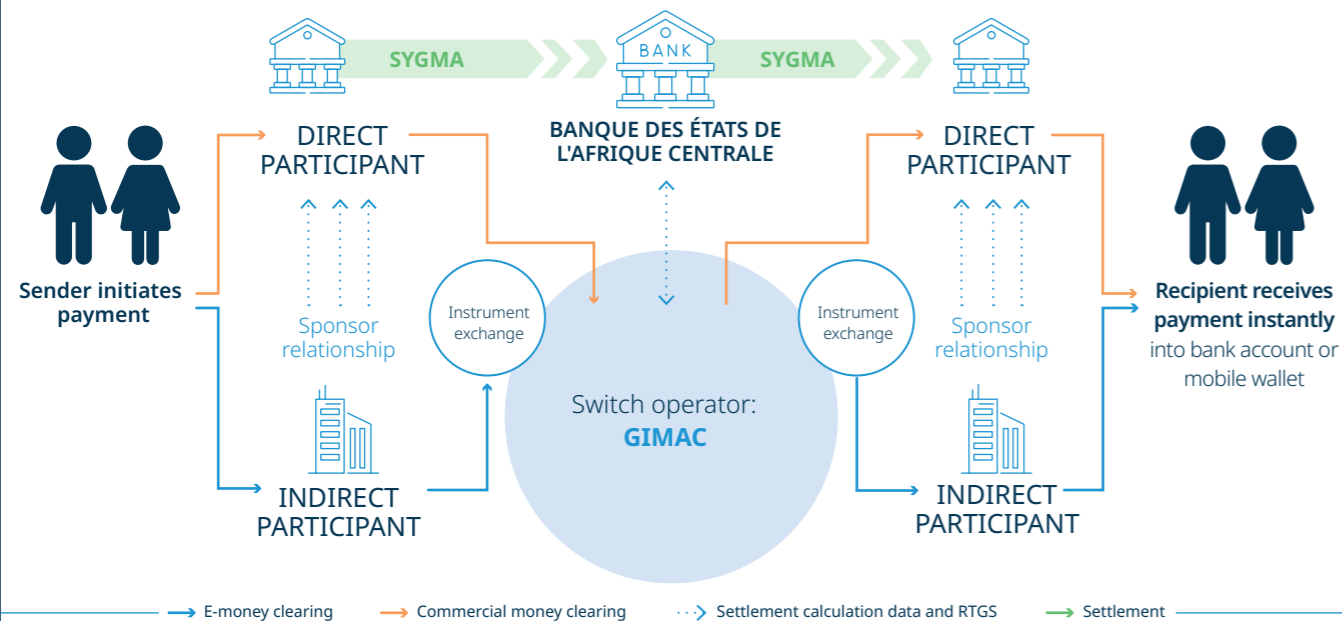 SYGMA
BANK
SYGMA
DIRECT
PARTICIPANT
BANQUE DES ÉTATS DE
L'AFRIQUE CENTRALE
DIRECT
PARTICIPANT
Sender initiates
payment
Sponsor
relationship
Instrument
exchange
Instrument
exchange
Sponsor
relationship
Recipient receives
payment instantly
into bank account or
mobile wallet
Switch operator:
GIMAC
INDIRECT
PARTICIPANT
INDIRECT
PARTICIPANT
E-money clearing
Commercial money clearing
Settlement calculation data and RTGS
Settlement